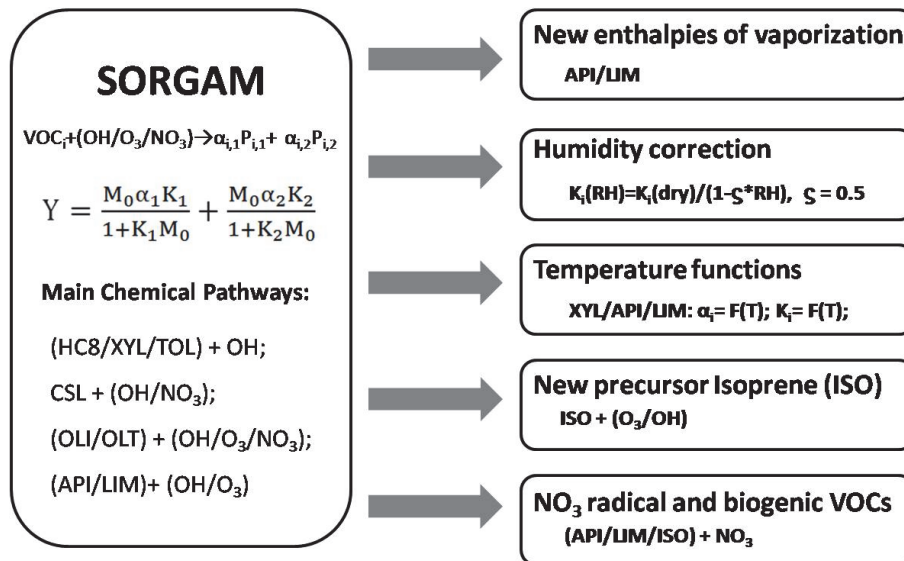 SORGAM
VOCᵢ+(OH/O₃/NO₃)→αᵢ,₁Pᵢ,₁+ αᵢ,₂Pᵢ,₂
Y = M₀α₁K₁/1+K₁M₀ + M₀α₂K₂/1+K₂M₀
Main Chemical Pathways:
(HC8/XYL/TOL) + OH;
CSL + (OH/NO₃);
(OLI/OLT) + (OH/O₃/NO₃);
(API/LIM)+ (OH/O₃)
New enthalpies of vaporization
API/LIM
Humidity correction
Kᵢ(RH)=Kᵢ(dry)/(1-ς*RH), ς = 0.5
Temperature functions
XYL/API/LIM: αᵢ= F(T); Kᵢ= F(T);
New precursor Isoprene (ISO)
ISO + (O₃/OH)
NO₃ radical and biogenic VOCs
(API/LIM/ISO) + NO₃